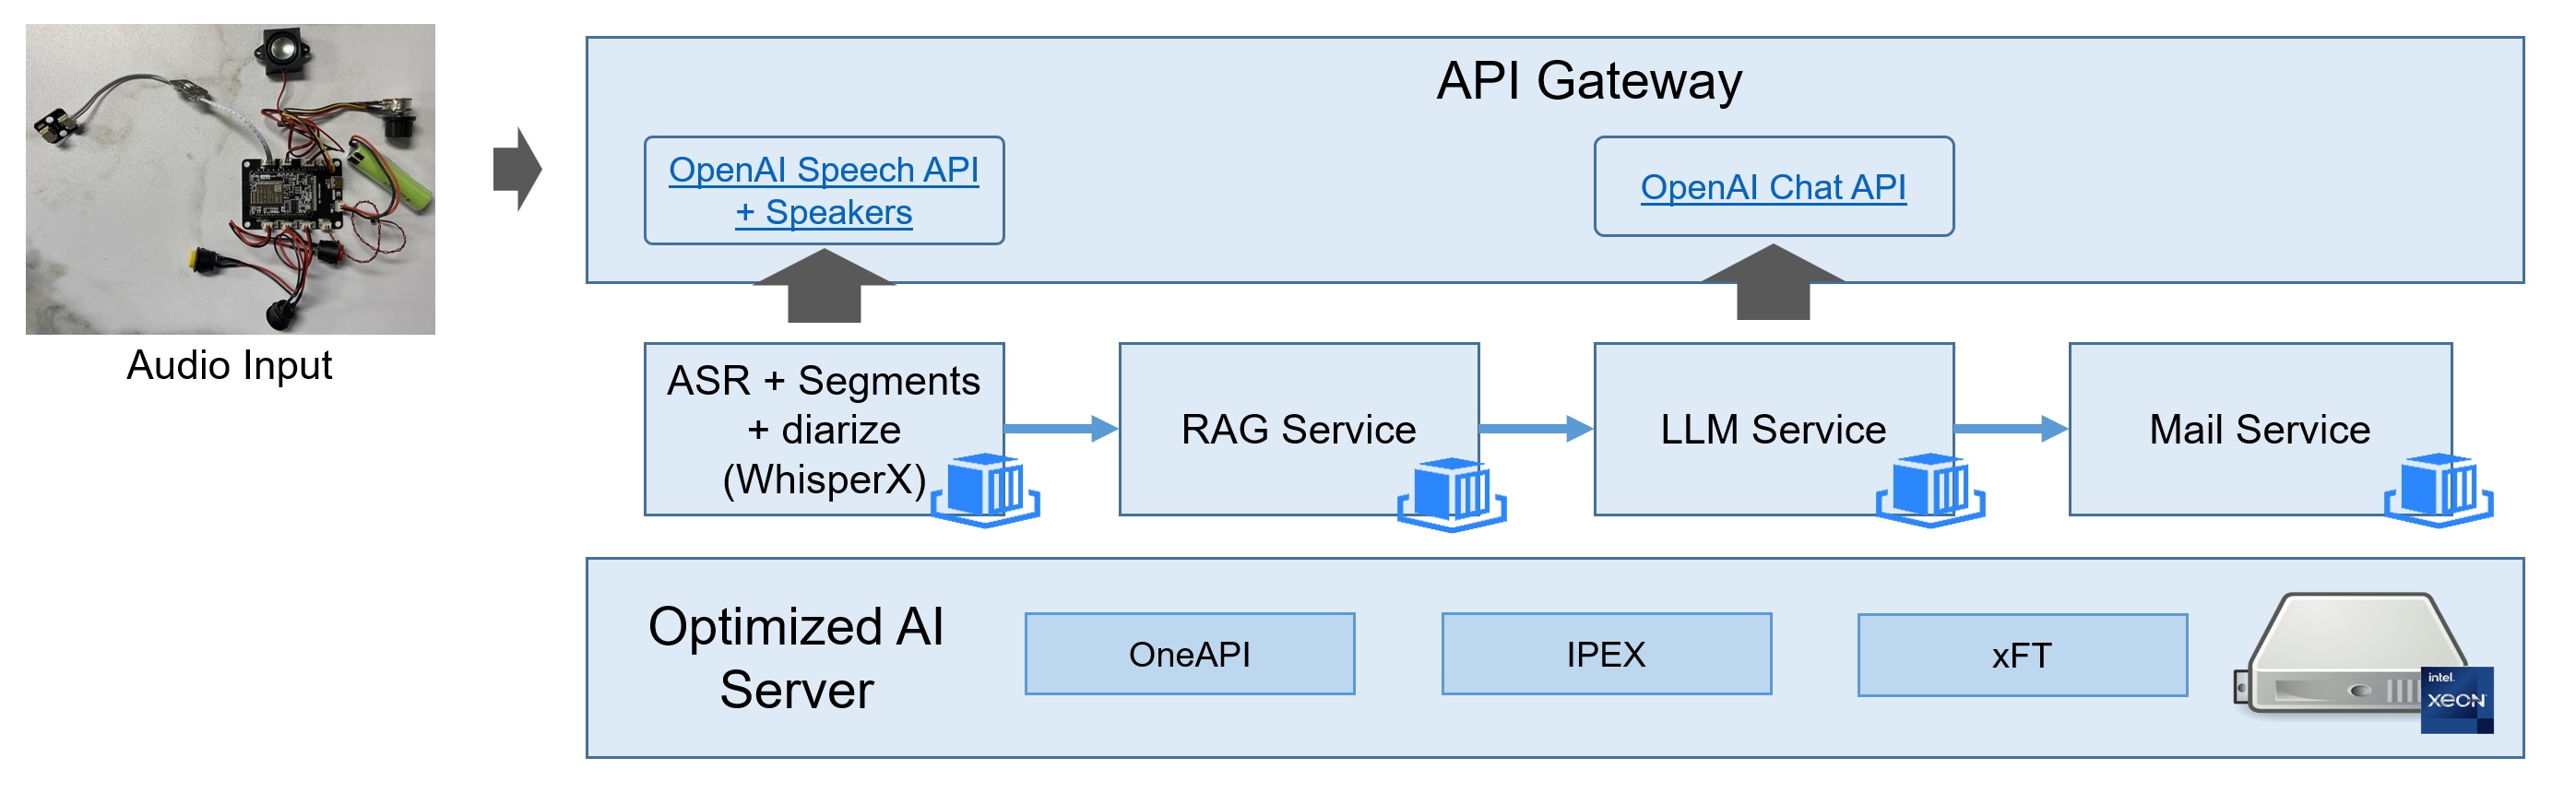 API Gateway
OpenAI Speech API
+ Speakers
OpenAI Chat API
Audio Input
ASR + Segments
+ diarize
(WhisperX)
RAG Service
LLM Service
Mail Service
Optimized AI
Server
OneAPI
IPEX
xFT
intel.
xeon